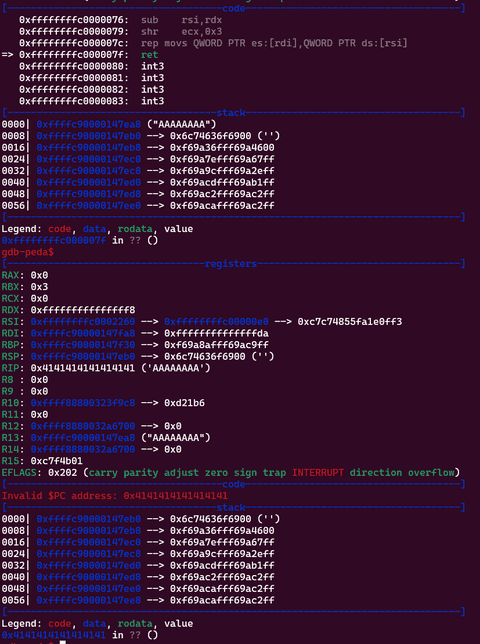 [code]
0xffffffffc0000076: sub rsi,rdx
0xffffffffc0000079: shr ecx,0x3
0xffffffffc000007c: rep movs QWORD PTR es:[rdi],QWORD PTR ds:[rsi]
=> 0xffffffffc000007f: ret
0xffffffffc0000080: int3
0xffffffffc0000081: int3
0xffffffffc0000082: int3
0xffffffffc0000083: int3
[stack]
0000| 0xffffc90000147ea8 ("AAAAAAAA")
0008| 0xffffc90000147eb0 --> 0x6c74636f6900 ('')
0016| 0xffffc90000147eb8 --> 0xf69a36fff69a4600
0024| 0xffffc90000147ec0 --> 0xf69a7efff69a67ff
0032| 0xffffc90000147ec8 --> 0xf69a9cfff69a2eff
0040| 0xffffc90000147ed0 --> 0xf69acdfff69ab1ff
0048| 0xffffc90000147ed8 --> 0xf69ac2fff69ac2ff
0056| 0xffffc90000147ee0 --> 0xf69acafff69ac2ff
[]
Legend: code, data, rodata, value
0xffffffffc000007f in ?? ()
gdb-peda$
[registers]
RAX: 0x0
RBX: 0x3
RCX: 0x0
RDX: 0xfffffffffffffff8
RSI: 0xffffffffc0002260 --> 0xffffffffc00000e0 --> 0xc7c74855fa1e0ff3
RDI: 0xffffc90000147fa8 --> 0xffffffffffffffda
RBP: 0xffffc90000147f30 --> 0xf69a8afff69ac9ff
RSP: 0xffffc90000147eb0 --> 0x6c74636f6900 ('')
RIP: 0x4141414141414141 ('AAAAAAAA')
R8 : 0x0
R9 : 0x0
R10: 0xffff88800323f9c8 --> 0xd21b6
R11: 0x0
R12: 0xffff8880032a6700 --> 0x0
R13: 0xffffc90000147ea8 ("AAAAAAAA")
R14: 0xffff8880032a6700 --> 0x0
R15: 0xc7f4b01
EFLAGS: 0x202 (carry parity adjust zero sign trap INTERRUPT direction overflow)
[code]
Invalid $PC address: 0x4141414141414141
[stack]
0000| 0xffffc90000147eb0 --> 0x6c74636f6900 ('')
0008| 0xffffc90000147eb8 --> 0xf69a36fff69a4600
0016| 0xffffc90000147ec0 --> 0xf69a7efff69a67ff
0024| 0xffffc90000147ec8 --> 0xf69a9cfff69a2eff
0032| 0xffffc90000147ed0 --> 0xf69acdfff69ab1ff
0040| 0xffffc90000147ed8 --> 0xf69ac2fff69ac2ff
0048| 0xffffc90000147ee0 --> 0xf69acafff69ac2ff
0056| 0xffffc90000147ee8 --> 0xf69acafff69ac2ff
[]
Legend: code, data, rodata, value
0x4141414141414141 in ?? ()